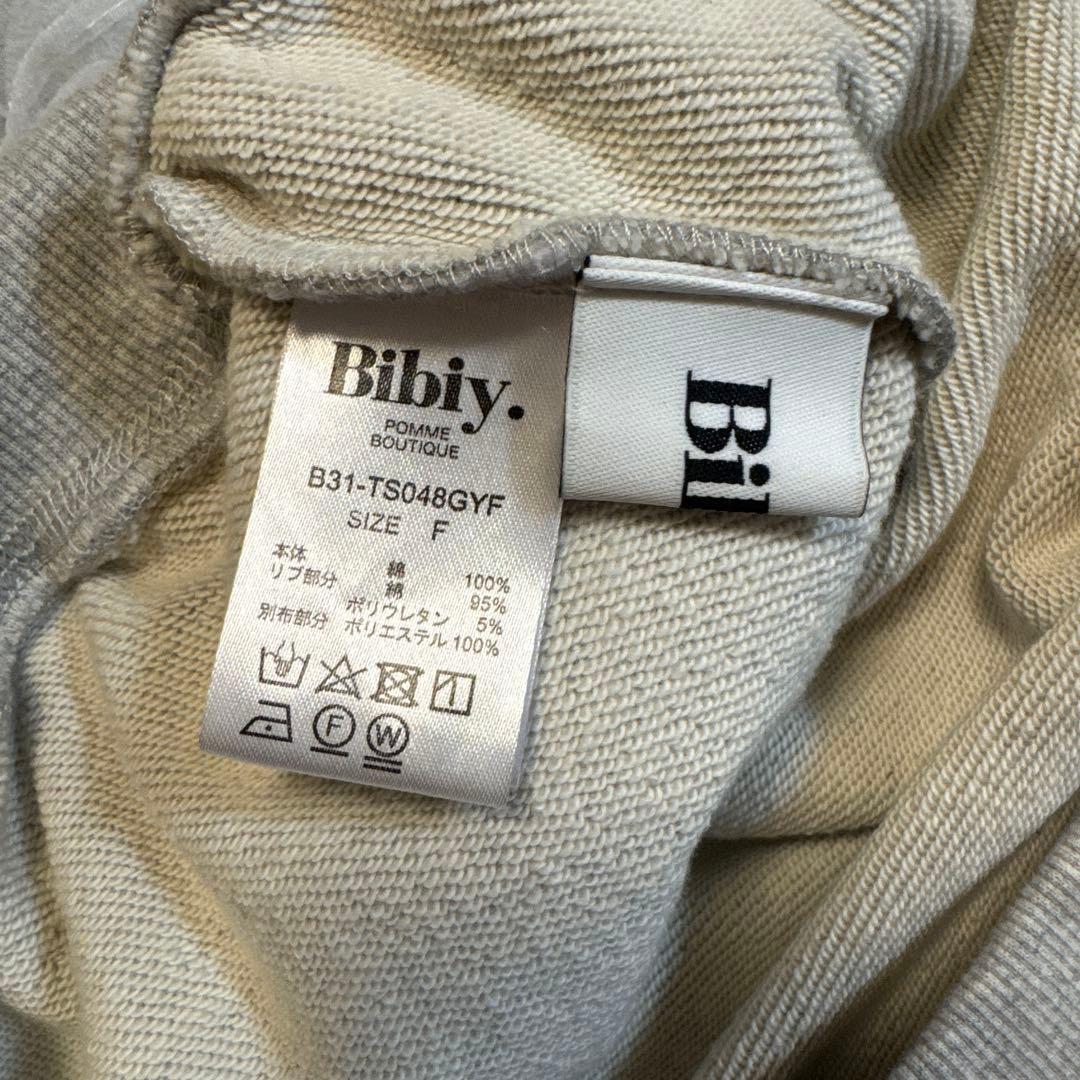 Bibiy.
POMME
BOUTIQUE
B31-TS048GYF
SIZE F
本体 綿 100%
リブ部分 綿 95%
ポリウレタン 5%
別布部分 ポリエステル 100%
F
W
Bi